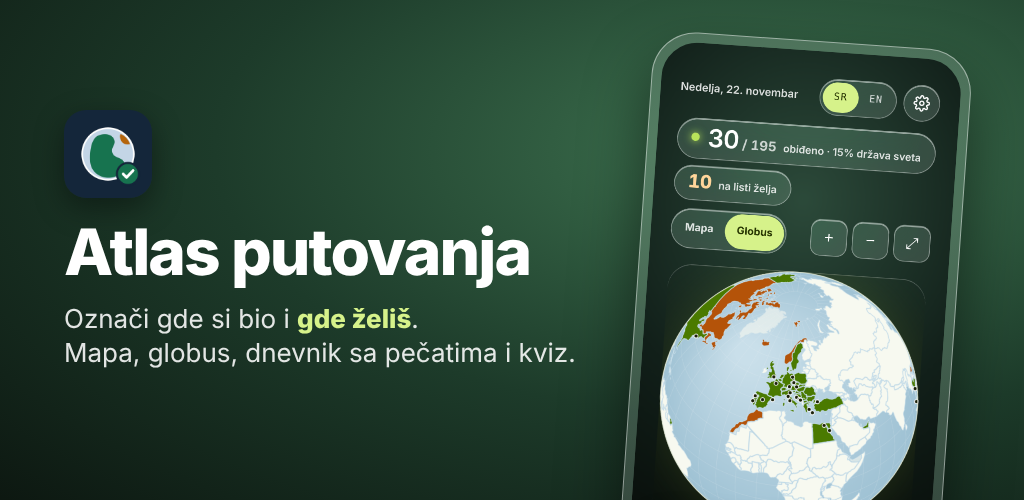 Atlas putovanja
Označi gde si bio i gde želiš.
Mapa, globus, dnevnik sa pečatima i kviz.
Nedelja, 22. novembar
SR EN
30 / 195 obiđeno · 15% država sveta
10 na listi želja
Mapa Globus + −